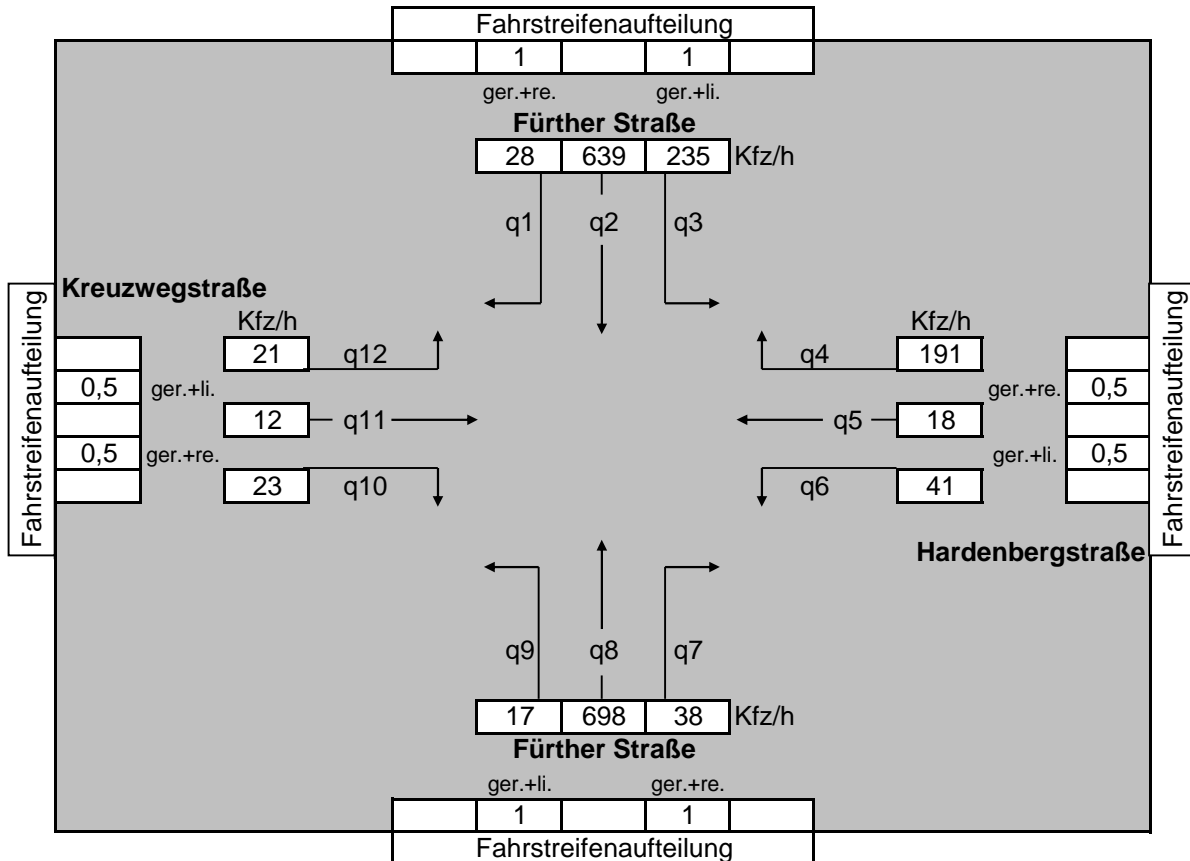 Fahrstreifenaufteilung
1 1
ger.+re. ger.+li.
Fürther Straße
28 639 235 Kfz/h
q1 q2 q3
Kreuzwegstraße
Fahrstreifenaufteilung
Kfz/h
21 q12
0,5 ger.+li.
12 q11
0,5 ger.+re.
23 q10
Kfz/h
q4 191
ger.+re. 0,5
q5 18
ger.+li. 0,5
q6 41
Hardenbergstraße
Fahrstreifenaufteilung
q9 q8 q7
17 698 38 Kfz/h
Fürther Straße
ger.+li. ger.+re.
1 1
Fahrstreifenaufteilung